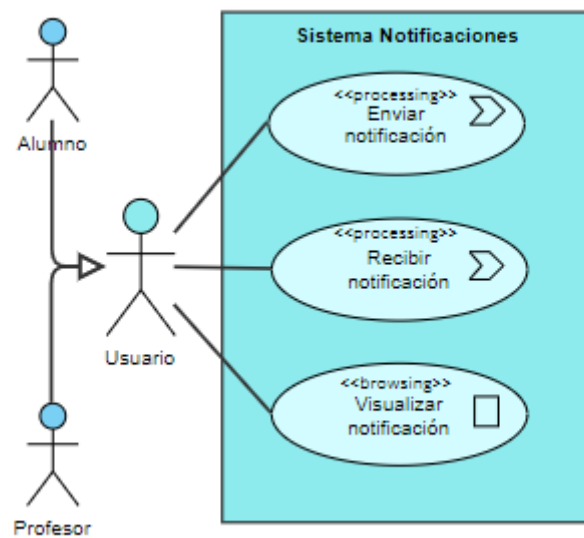 Sistema Notificaciones
Alumno
<<processing>>
Enviar
notificación
<<processing>>
Recibir
notificación
Usuario
<<browsing>>
Visualizar
notificación
Profesor